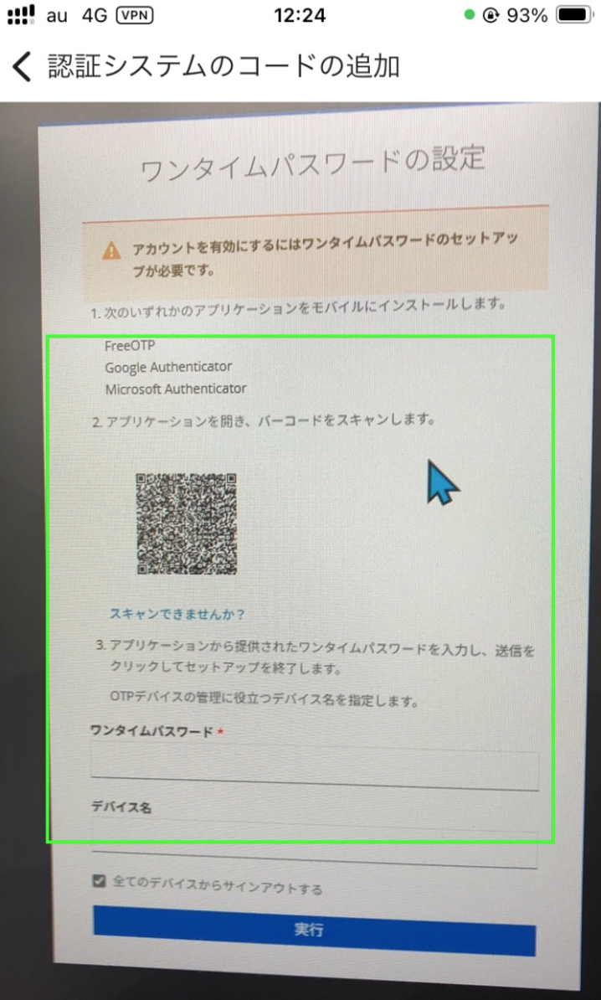 au 4G VPN 12:24 93%
認証システムのコードの追加
ワンタイムパスワードの設定
アカウントを有効にするにはワンタイムパスワードのセットアッ
プが必要です。
1. 次のいずれかのアプリケーションをモバイルにインストールします。
FreeOTP
Google Authenticator
Microsoft Authenticator
2. アプリケーションを開き、バーコードをスキャンします。
スキャンできませんか？
3. アプリケーションから提供されたワンタイムパスワードを入力し、送信を
クリックしてセットアップを終了します。
OTPデバイスの管理に役立つデバイス名を指定します。
ワンタイムパスワード *
デバイス名
全てのデバイスからサインアウトする
実行